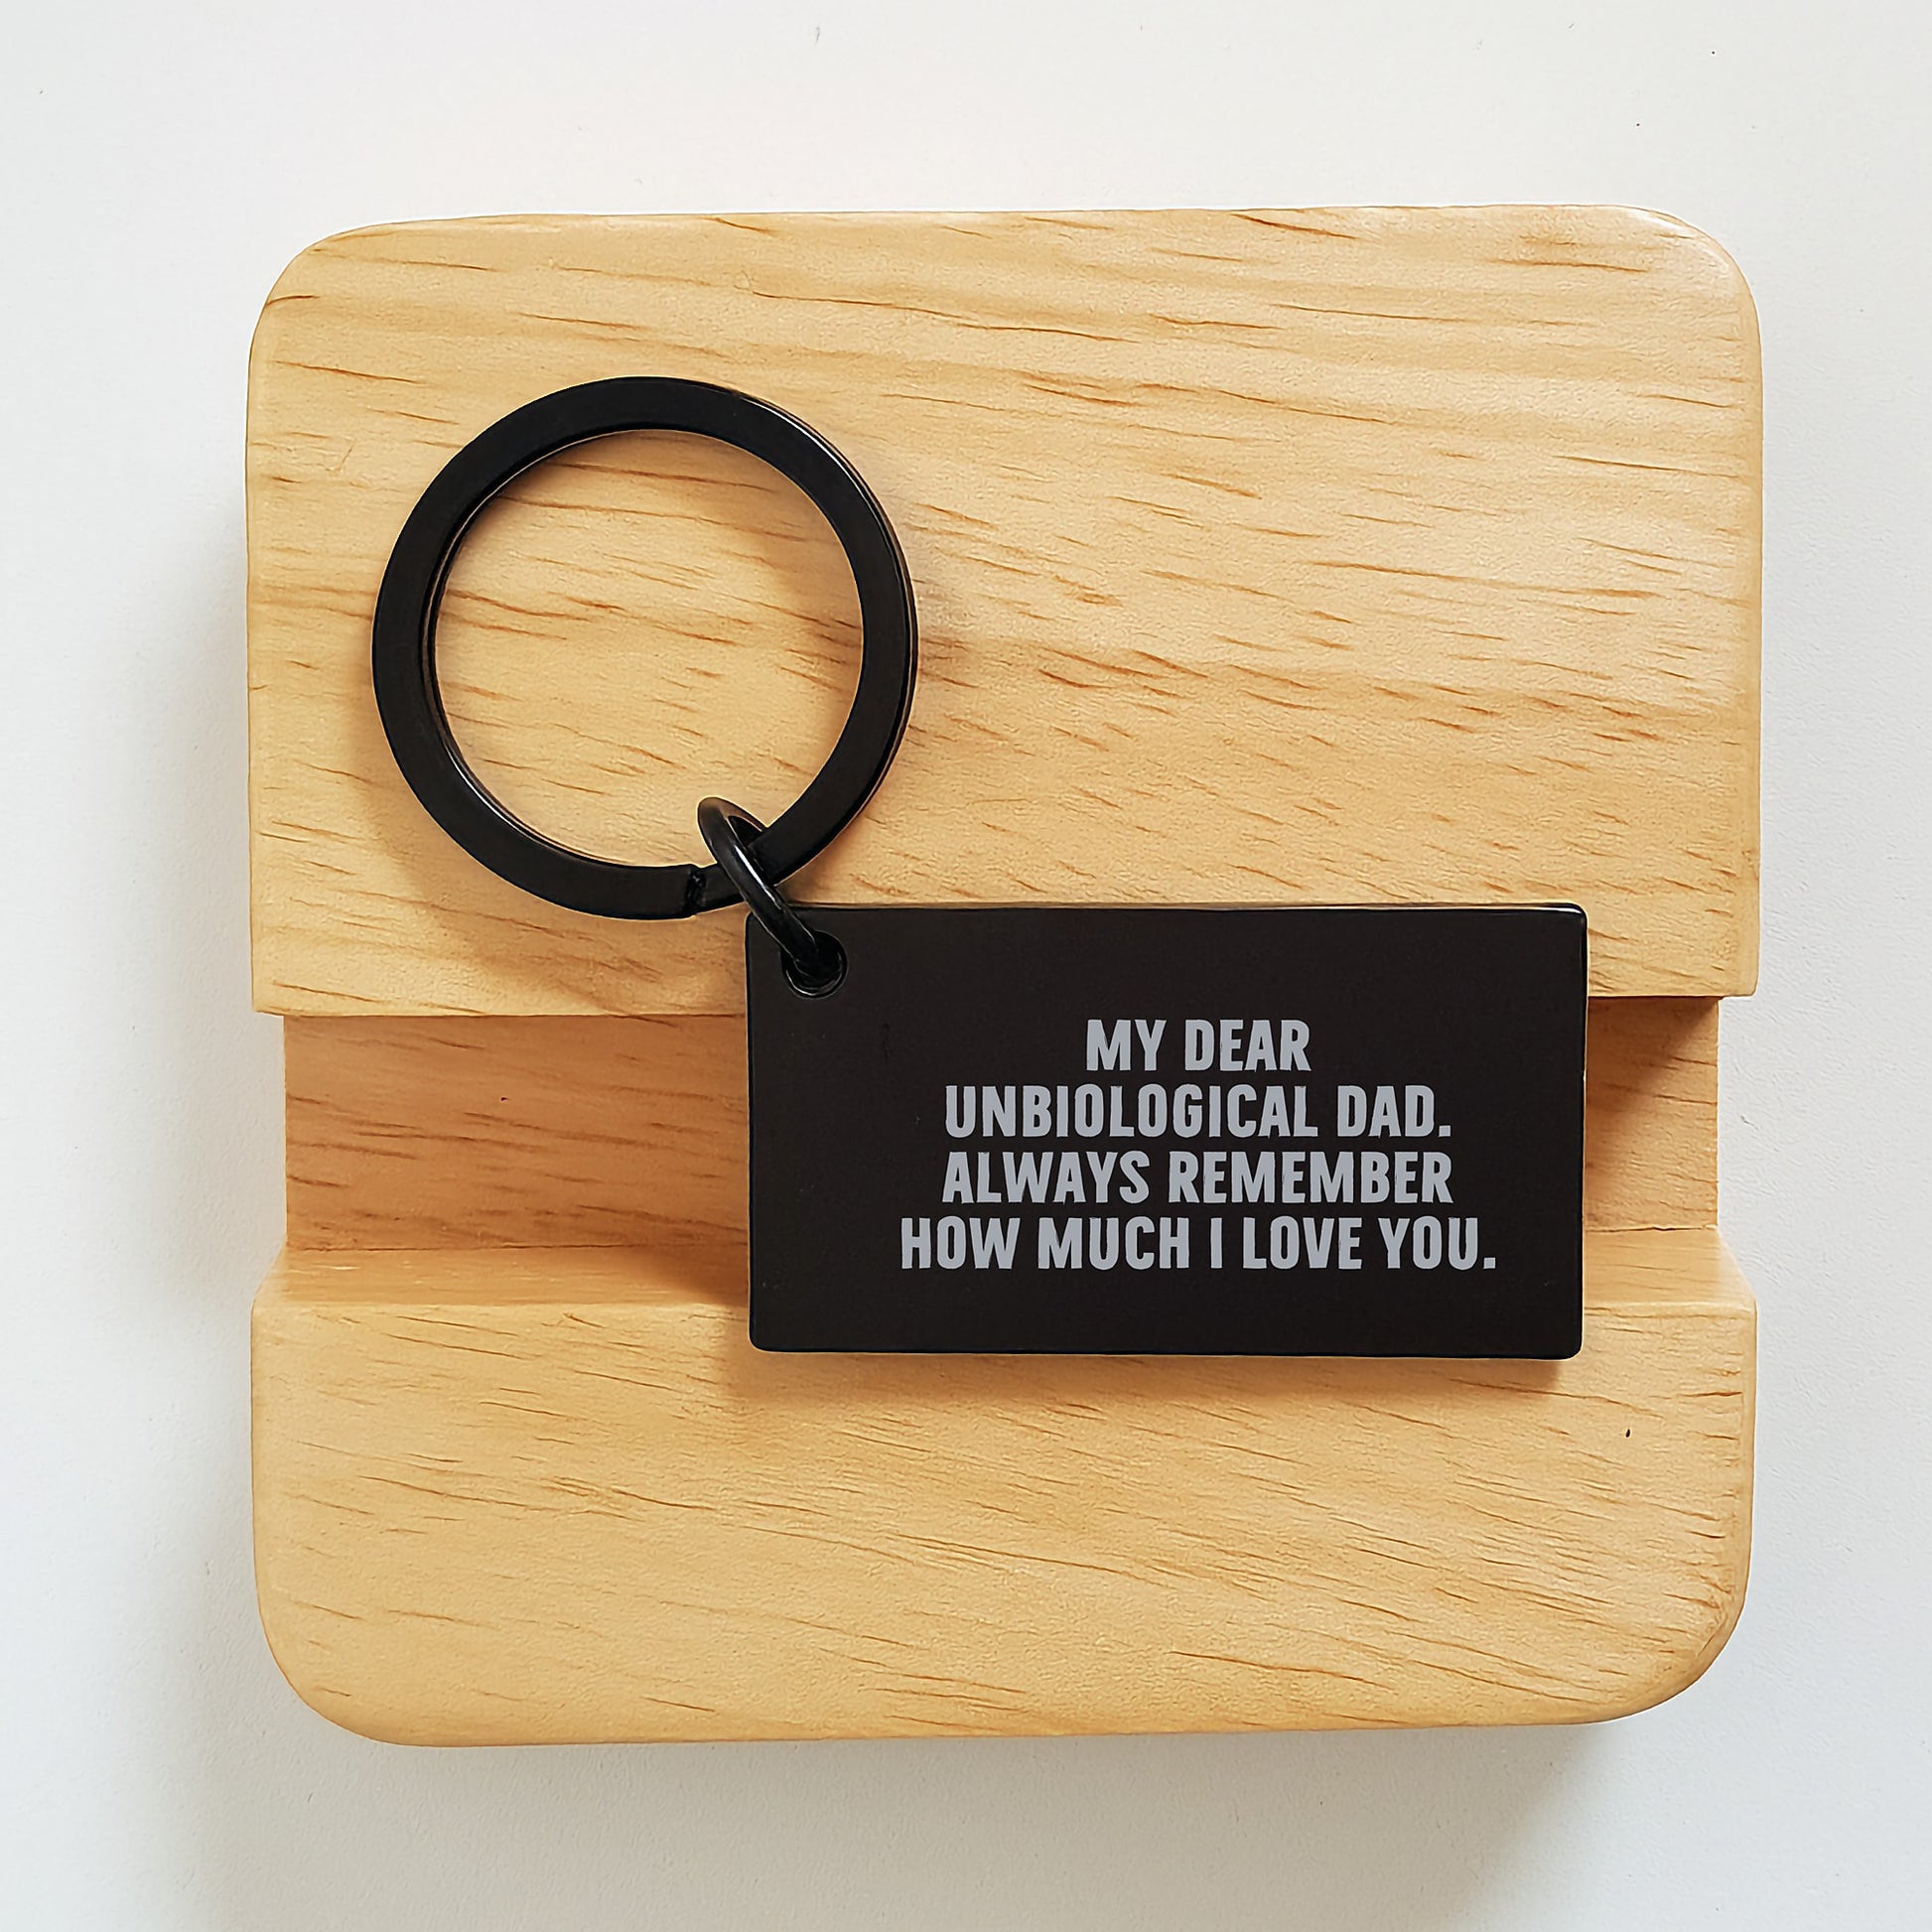 MY DEAR
UNBIOLOGICAL DAD.
ALWAYS REMEMBER
HOW MUCH I LOVE YOU.